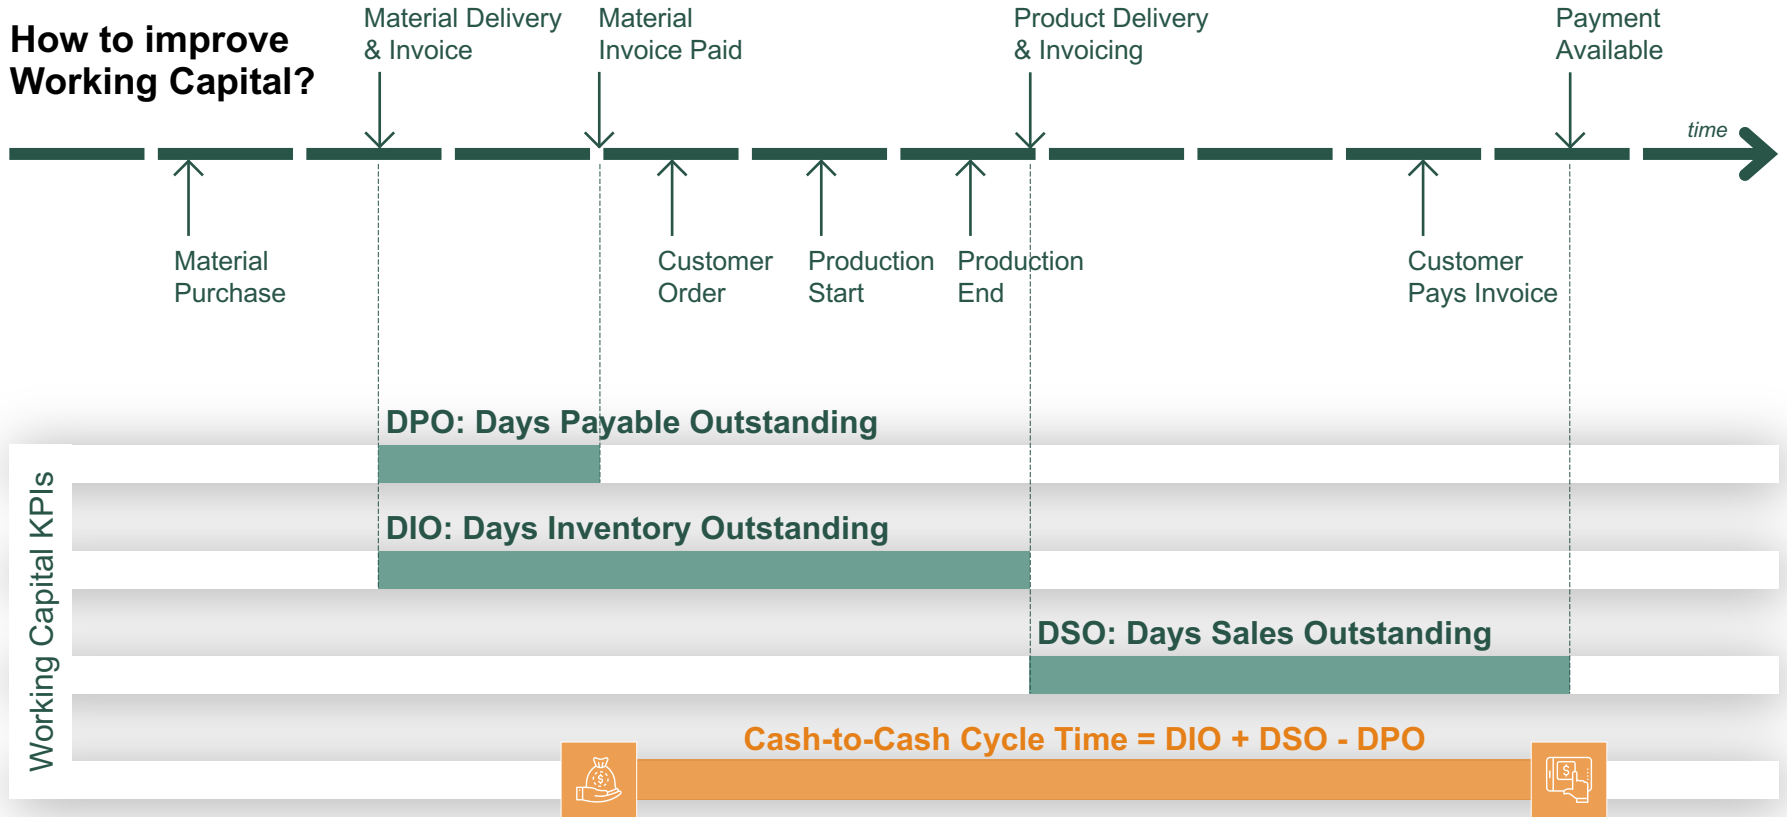 How to improve
Working Capital?
Material Delivery
& Invoice
Material
Invoice Paid
Product Delivery
& Invoicing
Payment
Available
time
Material
Purchase
Customer
Order
Production
Start
Production
End
Customer
Pays Invoice
Working Capital KPIs
DPO: Days Payable Outstanding
DIO: Days Inventory Outstanding
DSO: Days Sales Outstanding
Cash-to-Cash Cycle Time = DIO + DSO - DPO
$
$